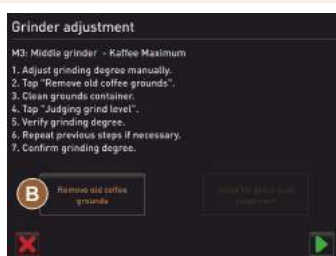 Grinder adjustment
M3: Middle grinder - Kaffee Maximum
1. Adjust grinding degree manually.
2. Tap "Remove old coffee grounds".
3. Clean grounds container.
4. Tap "Judging grind level".
5. Verify grinding degree.
6. Repeat previous steps if necessary.
7. Confirm grinding degree.
B
Remove old coffee
grounds